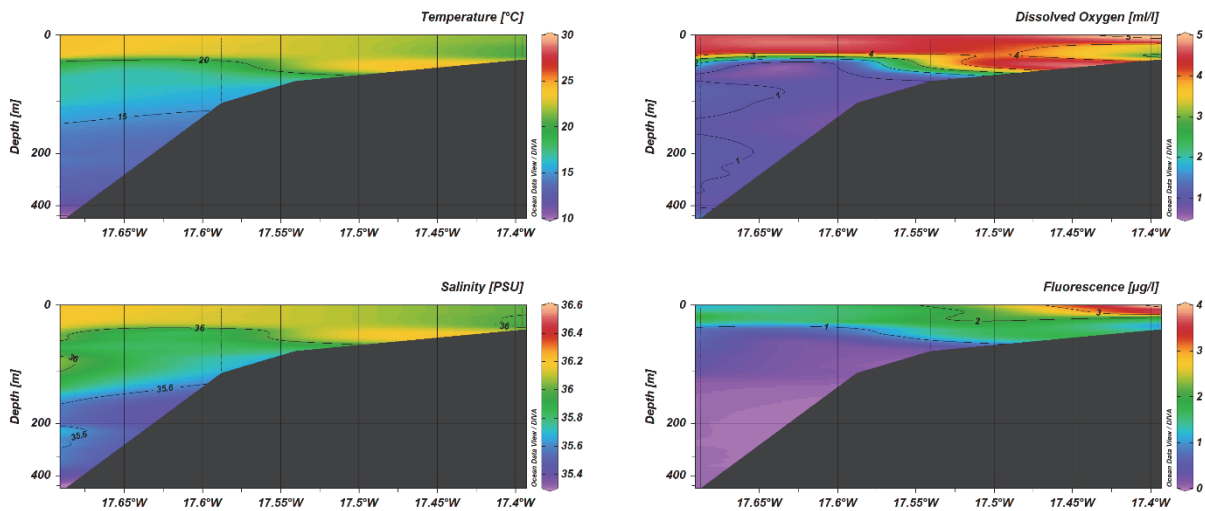 Temperature [°C]
0
200
400
Depth [m]
20
15
17.65°W
17.6°W
17.55°W
17.5°W
17.45°W
17.4°W
30
25
20
15
10
Ocean Data View / DIVA
Dissolved Oxygen [ml/l]
0
200
400
Depth [m]
3
4
5
4
1
1
17.65°W
17.6°W
17.55°W
17.5°W
17.45°W
17.4°W
5
4
3
2
1
Ocean Data View / DIVA
Salinity [PSU]
0
200
400
Depth [m]
36
36
36
35.6
35.6
17.65°W
17.6°W
17.55°W
17.5°W
17.45°W
17.4°W
36.6
36.4
36.2
36
35.8
35.6
35.4
Ocean Data View / DIVA
Fluorescence [µg/l]
0
200
400
Depth [m]
1
2
3
17.65°W
17.6°W
17.55°W
17.5°W
17.45°W
17.4°W
4
3
2
1
0
Ocean Data View / DIVA